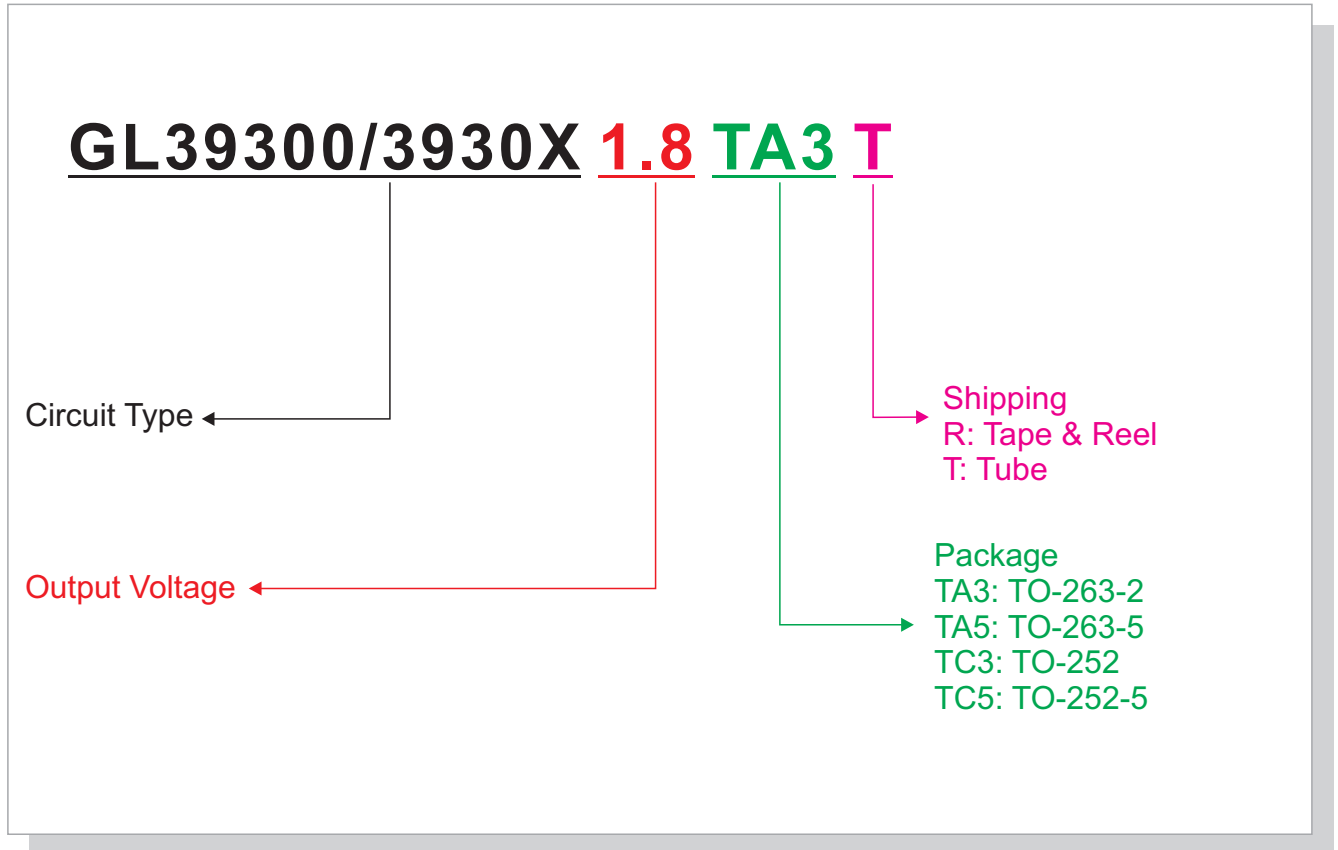 GL39300/3930X 1.8 TA3 T
Circuit Type
Shipping
R: Tape & Reel
T: Tube
Output Voltage
Package
TA3: TO-263-2
TA5: TO-263-5
TC3: TO-252
TC5: TO-252-5